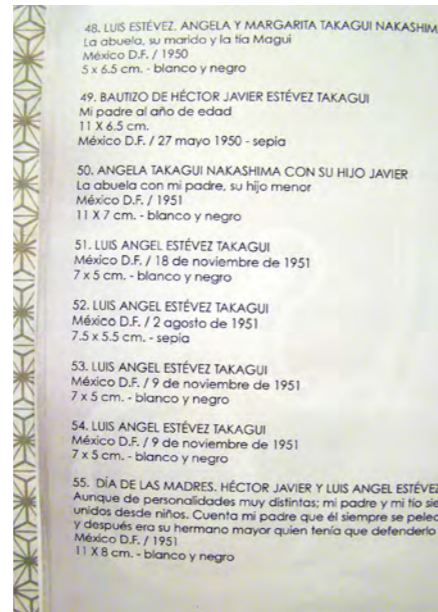 48. LUIS ESTÉVEZ. ANGELA Y MARGARITA TAKAGUI NAKASHIM
La abuela, su marido y la tía Magui
México D.F. / 1950
5 x 6.5 cm. - blanco y negro
49. BAUTIZO DE HÉCTOR JAVIER ESTÉVEZ TAKAGUI
Mi padre al año de edad
11 X 6.5 cm.
México D.F. / 27 mayo 1950 - sepia
50. ANGELA TAKAGUI NAKASHIMA CON SU HIJO JAVIER
La abuela con mi padre, su hijo menor
México D.F. / 1951
11 X 7 cm. - blanco y negro
51. LUIS ANGEL ESTÉVEZ TAKAGUI
México D.F. / 18 de noviembre de 1951
7 x 5 cm. - blanco y negro
52. LUIS ANGEL ESTÉVEZ TAKAGUI
México D.F. / 2 agosto de 1951
7.5 x 5.5 cm. - sepia
53. LUIS ANGEL ESTÉVEZ TAKAGUI
México D.F. / 9 de noviembre de 1951
7 x 5 cm. - blanco y negro
54. LUIS ANGEL ESTÉVEZ TAKAGUI
México D.F. / 9 de noviembre de 1951
7 x 5 cm. - blanco y negro
55. DÍA DE LAS MADRES. HÉCTOR JAVIER Y LUIS ANGEL ESTÉVEZ
Aunque de personalidades muy distintas; mi padre y mi tío sie
unidos desde niños. Cuenta mi padre que él siempre se pelea
y después era su hermano mayor quien tenía que defenderlo
México D.F. / 1951
11 X 8 cm. - blanco y negro